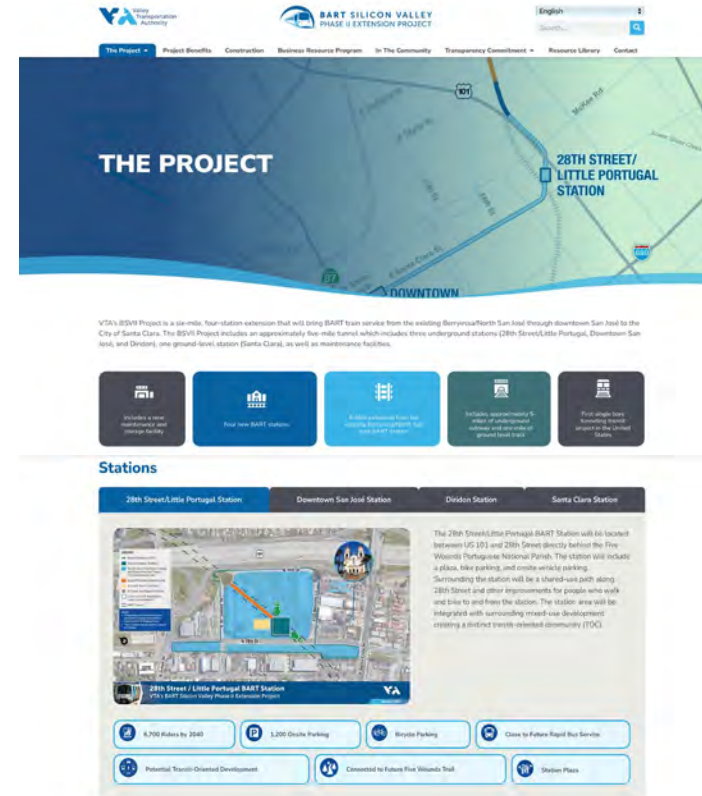 Valley
Transportation
Authority
BART SILICON VALLEY
PHASE II EXTENSION PROJECT
English
Search...
The Project
Project Benefits
Construction
Business Resource Program
In The Community
Transparency Commitment
Resource Library
Contact
101
McKee Rd
THE PROJECT
28TH STREET/
LITTLE PORTUGAL
STATION
E Santa Clara St
87
DOWNTOWN
VTA's BSVII Project is a six-mile, four-station extension that will bring BART train service from the existing Berryessa/North San José through downtown San José to the
City of Santa Clara. The BSVII Project includes an approximately five-mile tunnel which includes three underground stations (28th Street/Little Portugal, Downtown San
José, and Diridon), one ground-level station (Santa Clara), as well as maintenance facilities.
Includes a new
maintenance and
storage facility
Four new BART stations
Includes approximately 5-
miles of underground
subway and one mile of
ground level track
First single bore
tunneling transit
project in the United
States
Stations
28th Street/Little Portugal Station
Downtown San José Station
Diridon Station
Santa Clara Station
The 28th Street/Little Portugal BART Station will be located
between US 101 and 28th Street directly behind the Five
Wounds Portuguese National Parish. The station will include
a plaza, bike parking, and onsite vehicle parking.
Surrounding the station will be a shared-use path along
28th Street and other improvements for people who walk
and bike to and from the station. The station area will be
integrated with surrounding mixed-use development
creating a distinct transit-oriented community (TOC).
28th Street / Little Portugal BART Station
VTA's BART Silicon Valley Phase II Extension Project
6,700 Riders by 2040
1,200 Onsite Parking
Bicycle Parking
Close to Future Rapid Bus Service
Potential Transit-Oriented Development
Connected to Future Five Wounds Trail
Station Plaza